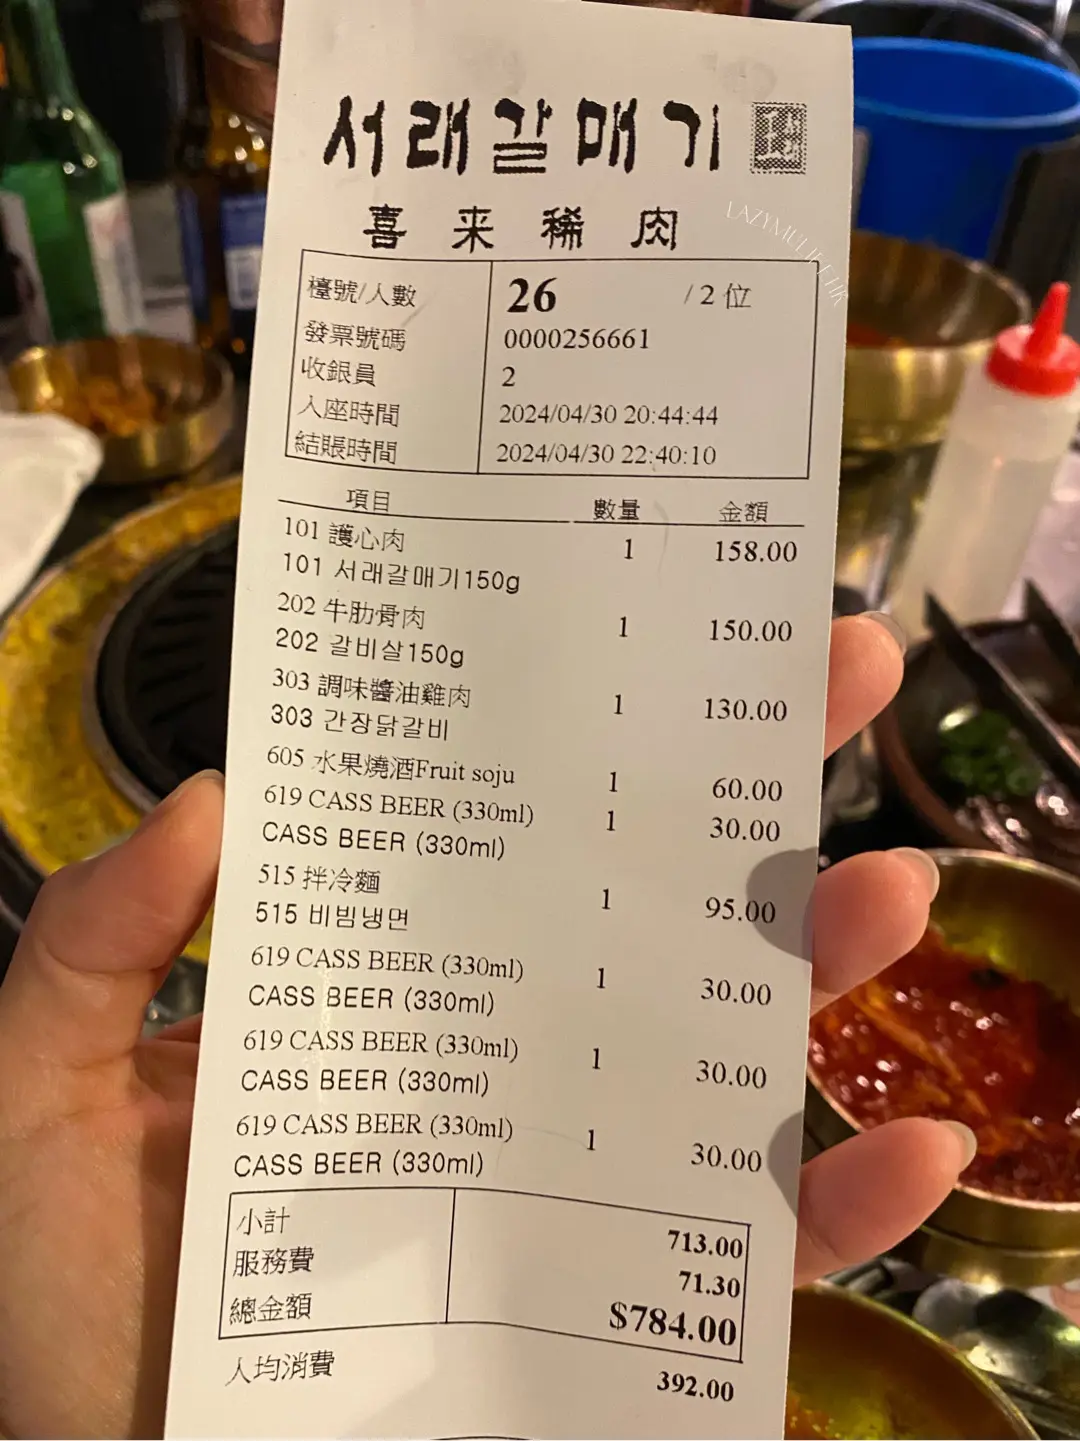 서래갈매기
喜来稀肉
LAZYMULIFEHK
檯號/人數 26 /2 位
發票號碼 0000256661
收銀員 2
入座時間 2024/04/30 20:44:44
結賬時間 2024/04/30 22:40:10
項目 數量 金額
101 護心肉 1 158.00
101 서래갈매기150g
202 牛肋骨肉 1 150.00
202 갈비살150g
303 調味醬油雞肉 1 130.00
303 간장닭갈비
605 水果燒酒Fruit soju 1 60.00
619 CASS BEER (330ml) 1 30.00
CASS BEER (330ml)
515 拌冷麵 1 95.00
515 비빔냉면
619 CASS BEER (330ml) 1 30.00
CASS BEER (330ml)
619 CASS BEER (330ml) 1 30.00
CASS BEER (330ml)
619 CASS BEER (330ml) 1 30.00
CASS BEER (330ml)
小計 713.00
服務費 71.30
總金額 $784.00
人均消費 392.00